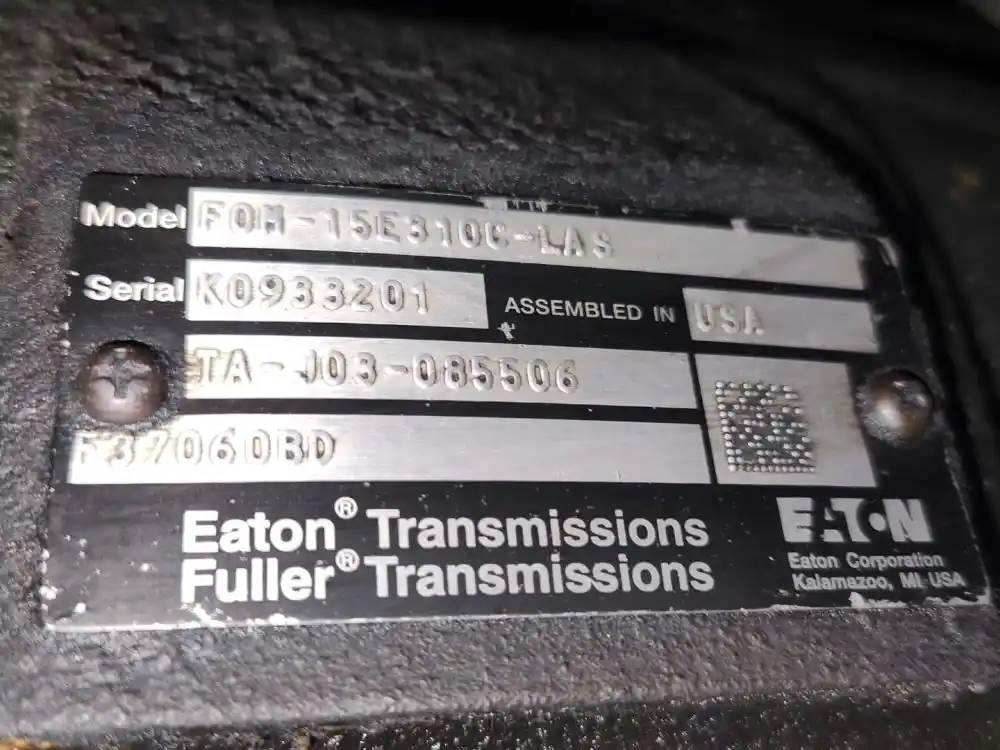 Model FOM-15E310C-LAS
Serial K0933201 ASSEMBLED IN USA
TA-J03-085506
F37060BD
Eaton® Transmissions
Fuller® Transmissions
EATON
Eaton Corporation
Kalamazoo, MI USA